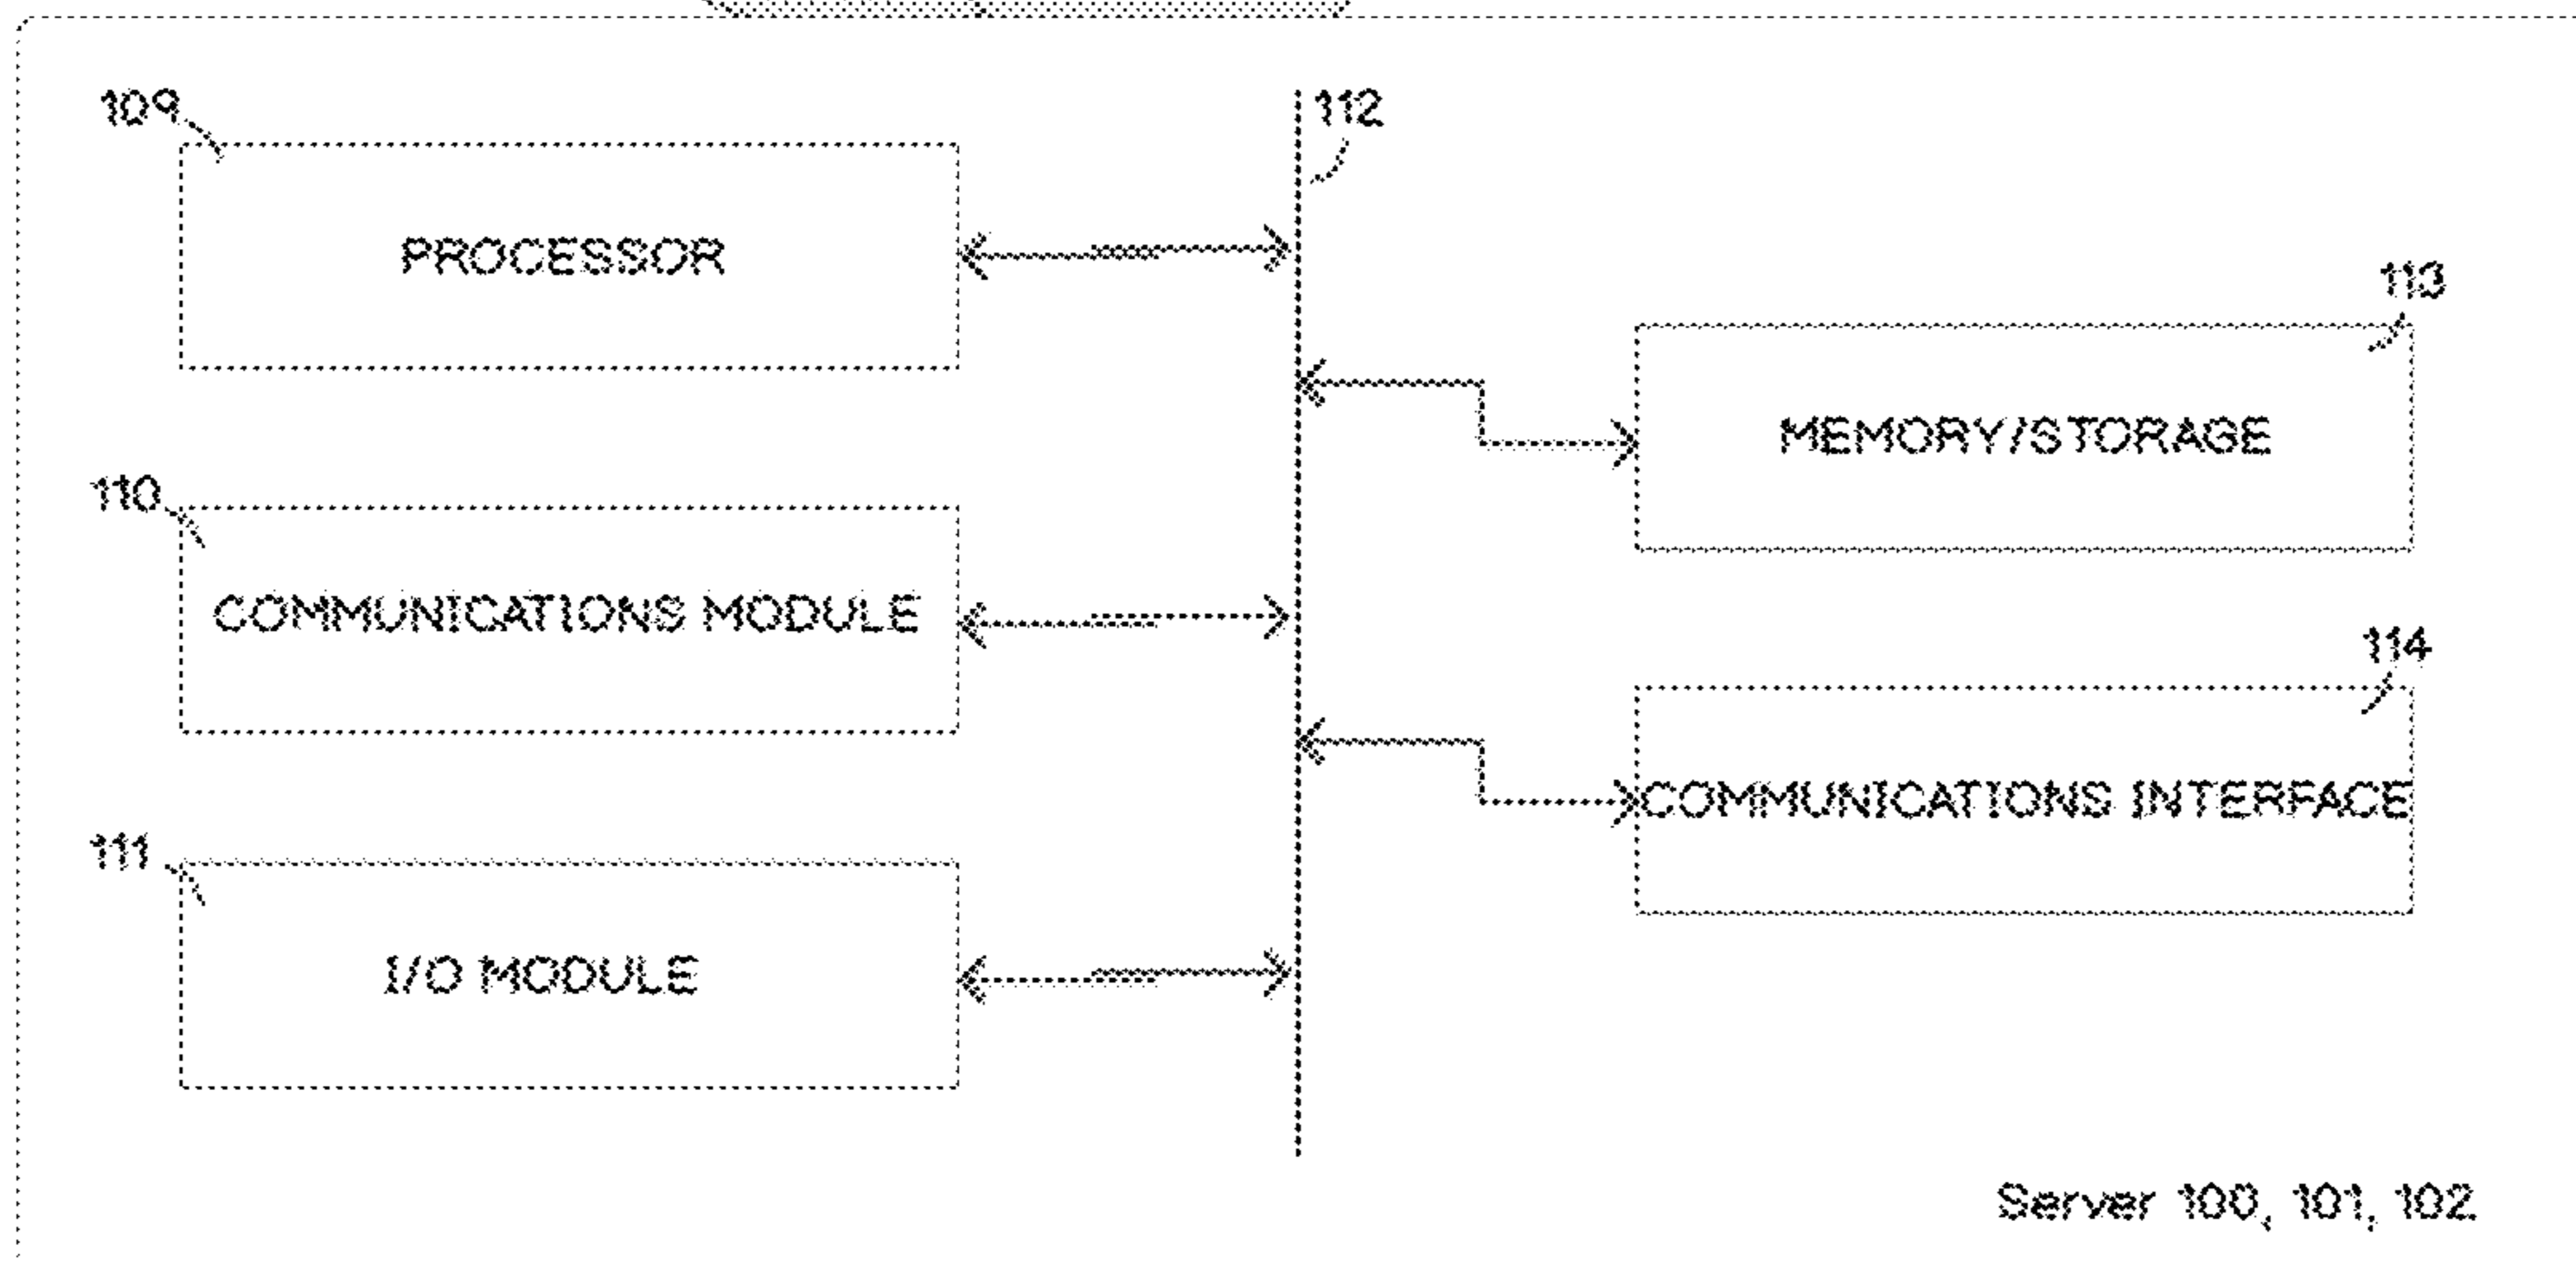 109
112
PROCESSOR
113
MEMORY/STORAGE
110
COMMUNICATIONS MODULE
114
COMMUNICATIONS INTERFACE
111
I/O MODULE
Server 100, 101, 102